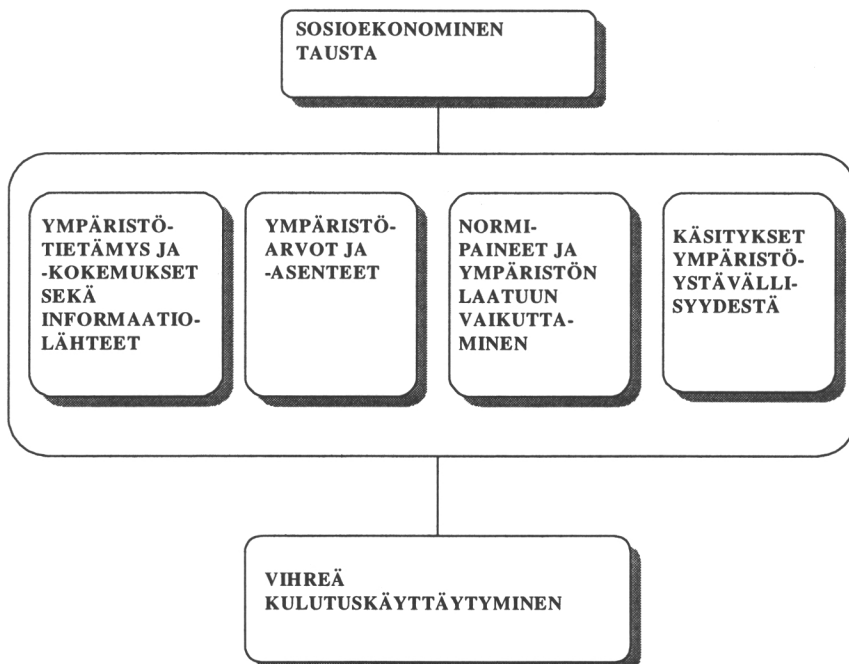 SOSIOEKONOMINEN
TAUSTA
YMPÄRISTÖ-
TIETÄMYS JA
-KOKEMUKSET
SEKÄ
INFORMAATIO-
LÄHTEET
YMPÄRISTÖ-
ARVOT JA
-ASENTEET
NORMI-
PAINEET JA
YMPÄRISTÖN
LAATUUN
VAIKUTTA-
MINEN
KÄSITYKSET
YMPÄRISTÖ-
YSTÄVÄLLI-
SYYDESTÄ
VIHREÄ
KULUTUSKÄYTTÄYTYMINEN